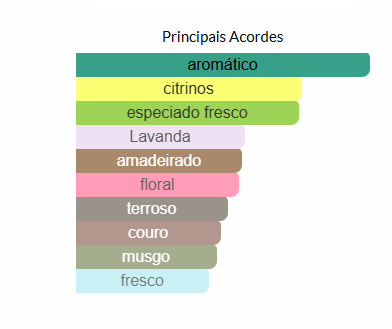 Principais Acordes
aromático
citrinos
especiado fresco
Lavanda
amadeirado
floral
terroso
couro
musgo
fresco